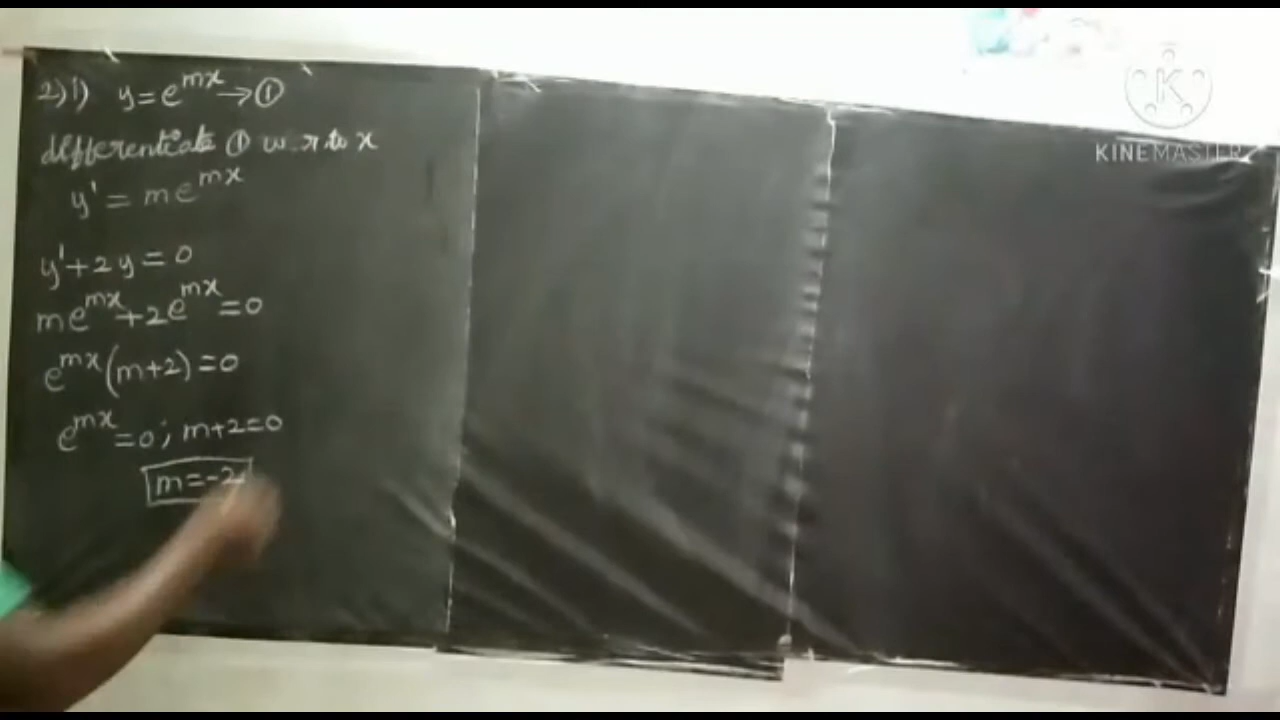 2) i) y = e^{mx} → ①
differentiate ① w.r.to x
y' = me^{mx}
y' + 2y = 0
me^{mx} + 2e^{mx} = 0
e^{mx}(m+2) = 0
e^{mx} = 0 ; m+2 = 0
m = -2
K
KINEMASTER